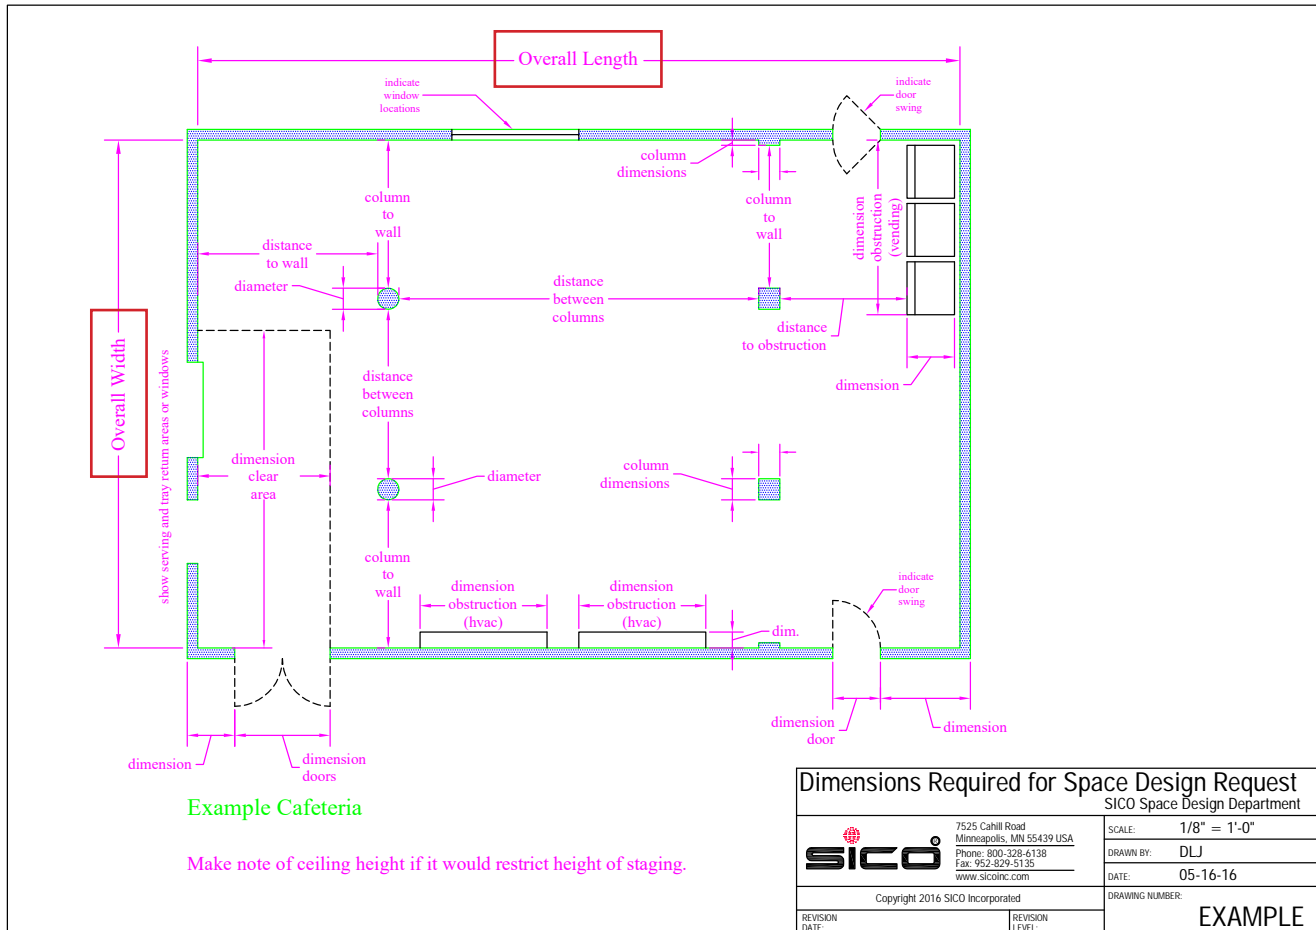 Overall Length
indicate
window
locations
indicate
door
swing
column
dimensions
column
to
wall
column
to
wall
dimension
obstruction
(vending)
distance
to wall
diameter
distance
between
columns
distance
to obstruction
Overall Width
show serving and tray return areas or windows
distance
between
columns
dimension
dimension
clear
area
diameter
column
dimensions
column
to
wall
dimension
obstruction
(hvac)
dimension
obstruction
(hvac)
indicate
door
swing
dim.
dimension
dimension
doors
dimension
door
dimension
Example Cafeteria
Make note of ceiling height if it would restrict height of staging.
Dimensions Required for Space Design Request
SICO Space Design Department
SICO
7525 Cahill Road
Minneapolis, MN 55439 USA
Phone: 800-328-6138
Fax: 952-829-5135
www.sicoinc.com
SCALE: 1/8" = 1'-0"
DRAWN BY: DLJ
DATE: 05-16-16
Copyright 2016 SICO Incorporated
DRAWING NUMBER:
EXAMPLE
REVISION
DATE:
REVISION
LEVEL: